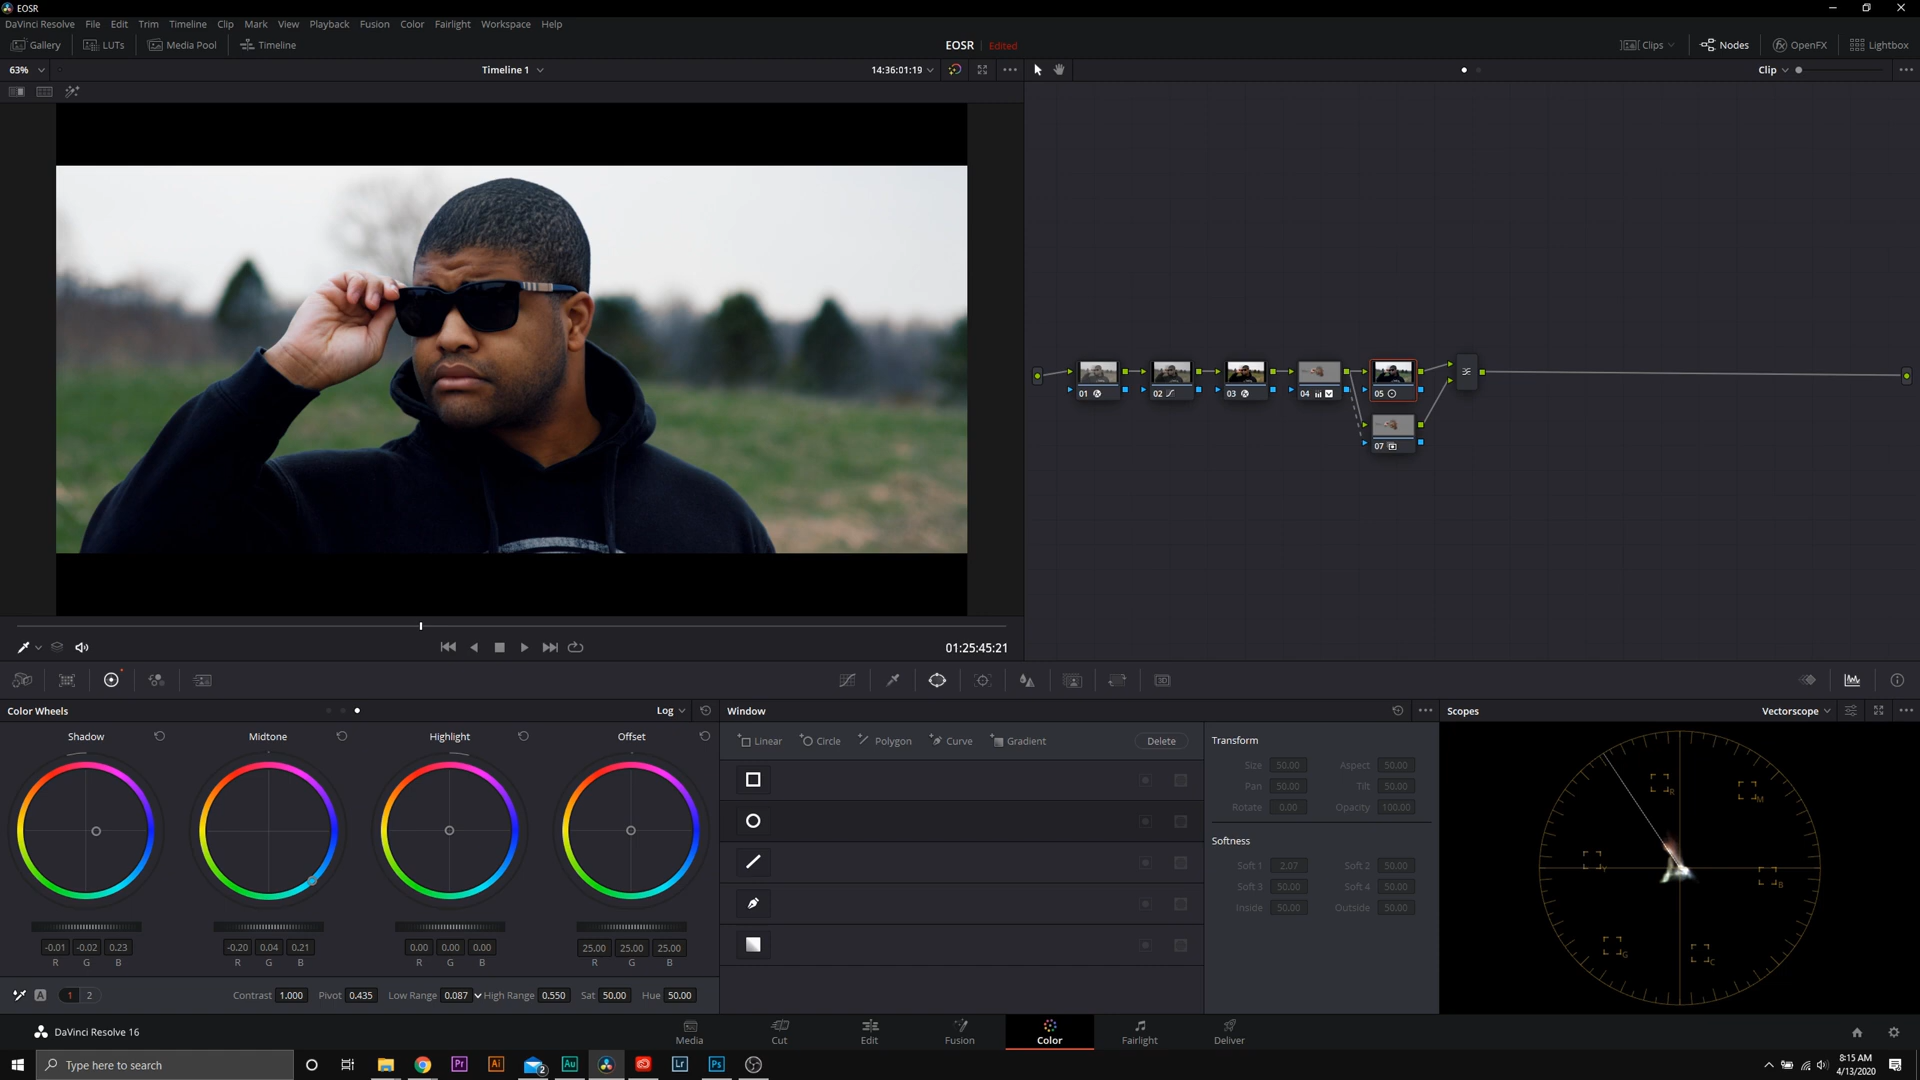 EOSR
DaVinci Resolve File Edit Trim Timeline Clip Mark View Playback Fusion Color Fairlight Workspace Help
Gallery LUTs Media Pool Timeline EOSR Edited Clips Nodes OpenFX Lightbox
63% Timeline 1 14:36:01:19 Clip
01 02 03 04 05
07
01:25:45:21
Color Wheels Log Window Scopes Vectorscope
Shadow Midtone Highlight Offset
Linear Circle Polygon Curve Gradient Delete
Transform
Size 50.00 Aspect 50.00
Pan 50.00 Tilt 50.00
Rotate 0.00 Opacity 100.00
Softness
Soft 1 2.07 Soft 2 50.00
Soft 3 50.00 Soft 4 50.00
Inside 50.00 Outside 50.00
R M
Y B
G C
-0.01 -0.02 0.23 -0.20 0.04 0.21 0.00 0.00 0.00 25.00 25.00 25.00
R G B R G B R G B R G B
A 1 2 Contrast 1.000 Pivot 0.435 Low Range 0.087 High Range 0.550 Sat 50.00 Hue 50.00
DaVinci Resolve 16 Media Cut Edit Fusion Color Fairlight Deliver
Type here to search Pr Ai 2 Au Lr Ps
8:15 AM
4/13/2020